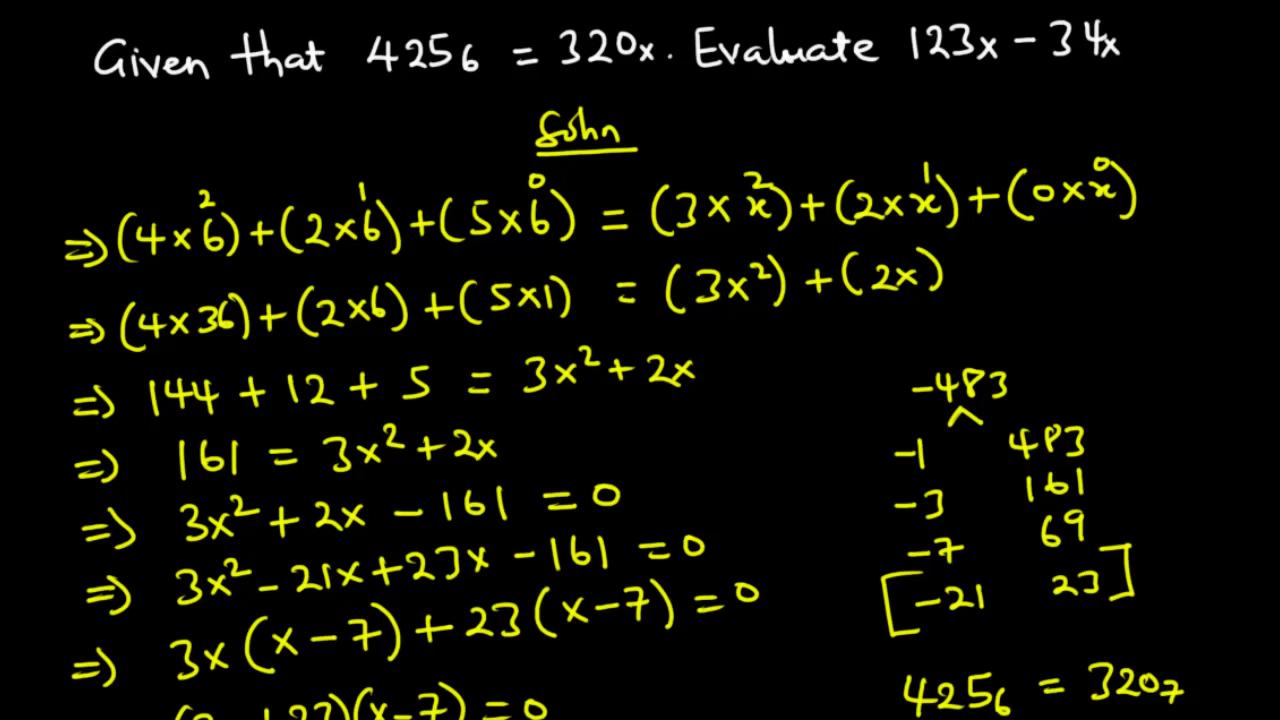 Given that 425₆ = 320ₓ. Evaluate 123ₓ − 34ₓ
Soln
⇒ (4 × 6²) + (2 × 6¹) + (5 × 6⁰) = (3 × x²) + (2 × x¹) + (0 × x⁰)
⇒ (4 × 36) + (2 × 6) + (5 × 1) = (3x²) + (2x)
⇒ 144 + 12 + 5 = 3x² + 2x
⇒ 161 = 3x² + 2x
⇒ 3x² + 2x − 161 = 0
⇒ 3x² − 21x + 23x − 161 = 0
⇒ 3x(x − 7) + 23(x − 7) = 0
(x − 7) = 0
−483
−1 483
−3 161
−7 69
[−21 23]
425₆ = 320₇